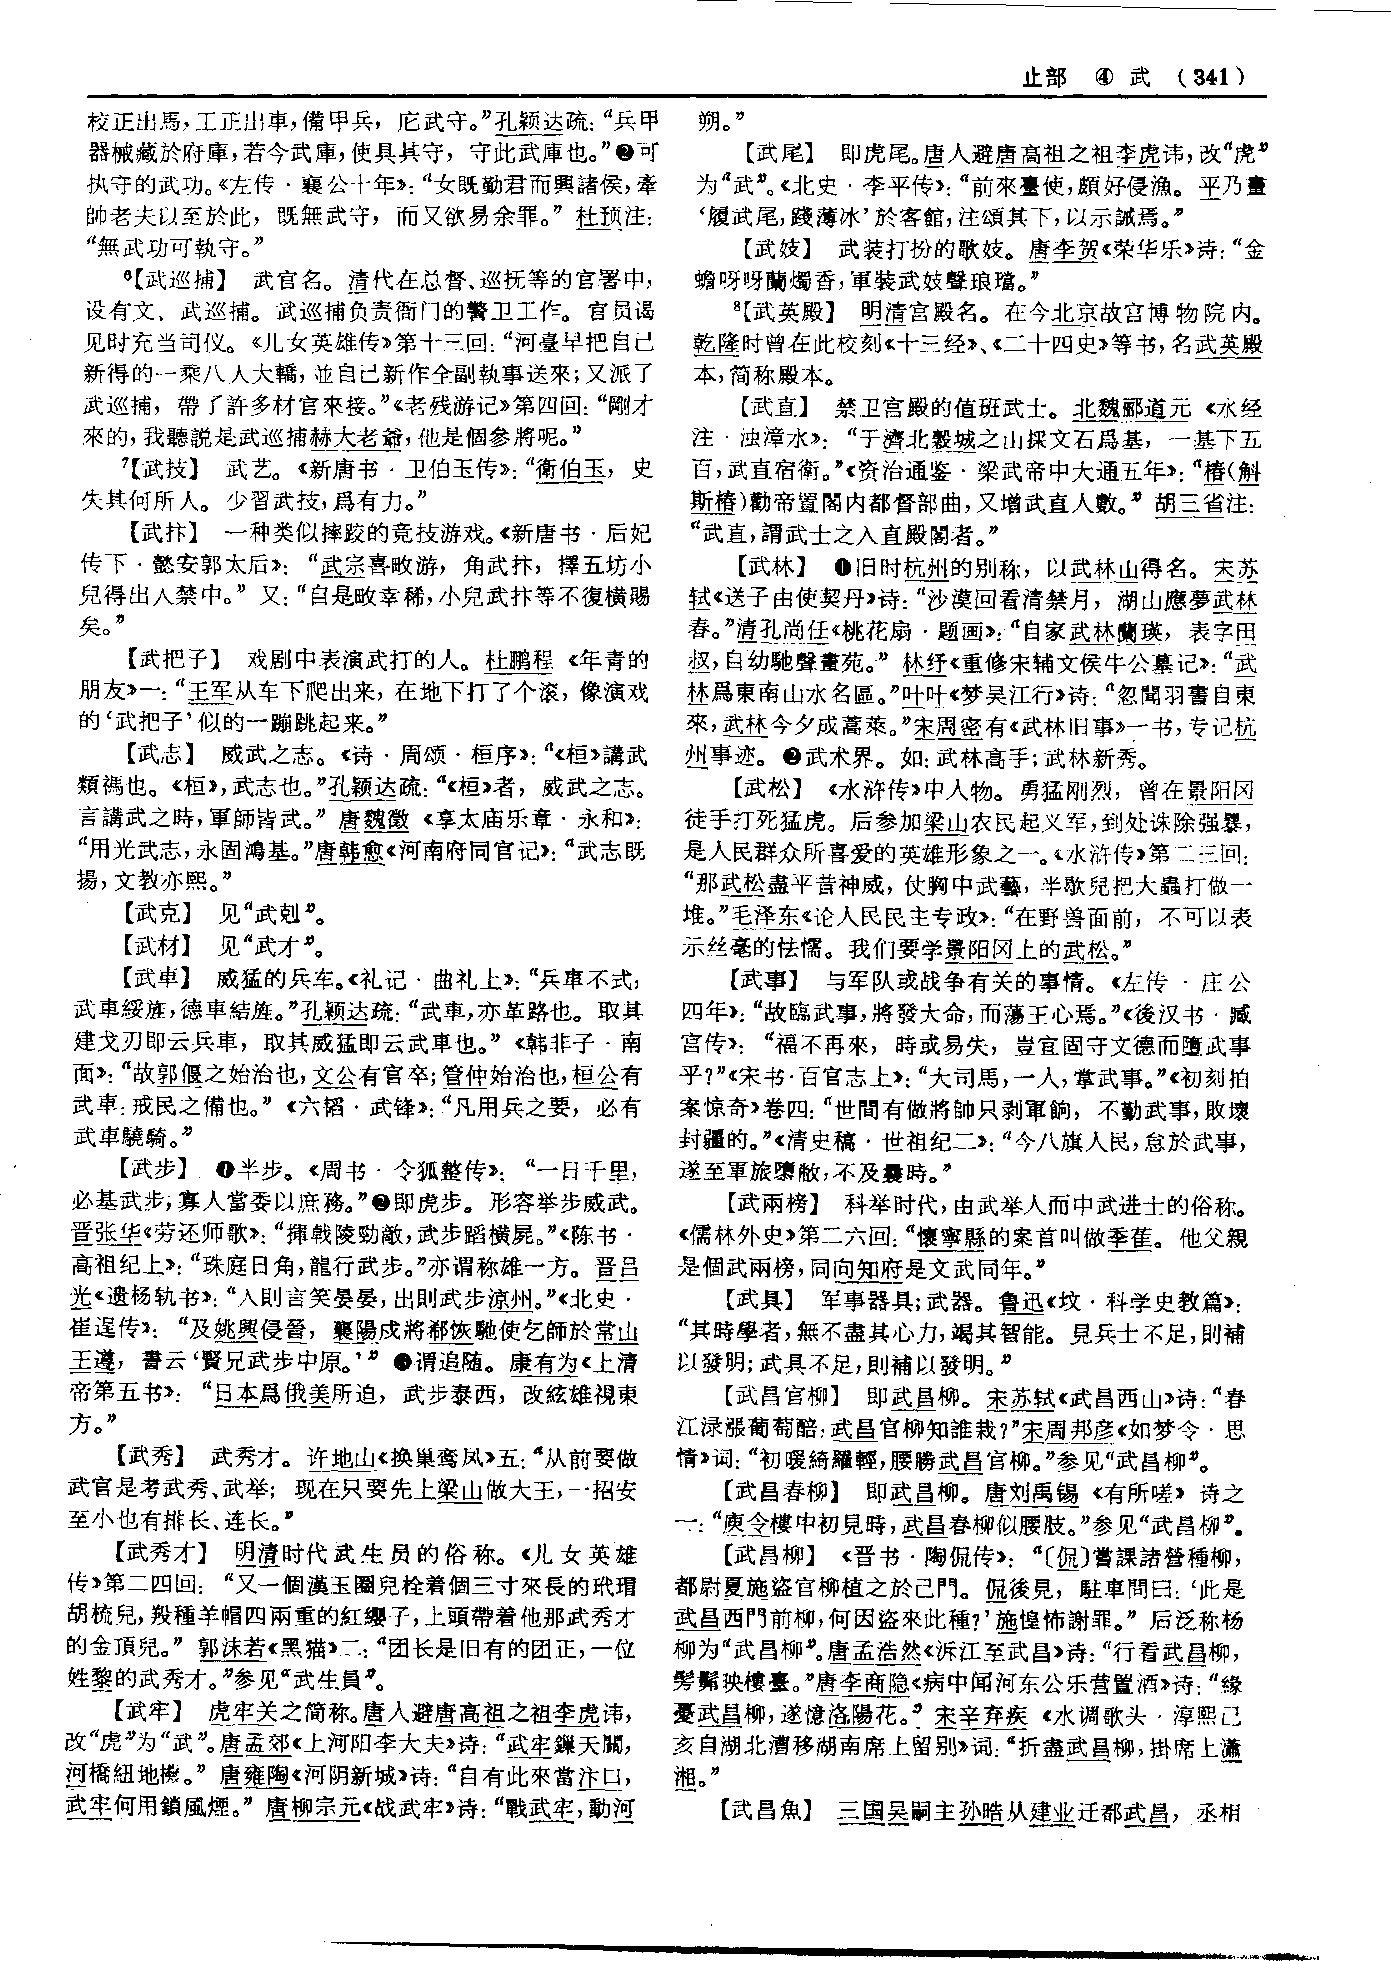 止部 ④ 武 （341）
校正出馬，工正出車，備甲兵，庀武守。”孔颖达疏：“兵甲
器械藏於府庫，若今武庫，使具其守，守此武庫也。”❷可
执守的武功。《左传·襄公十年》：“女既勤君而興諸侯，牽
帥老夫以至於此，既無武守，而又欲易余罪。”杜预注：
“無武功可執守。”
⁶【武巡捕】 武官名。清代在总督、巡抚等的官署中，
设有文、武巡捕。武巡捕负责衙门的警卫工作。官员谒
见时充当司仪。《儿女英雄传》第十三回：“河臺早把自己
新得的一乘八人大轎，並自己新作全副執事送來；又派了
武巡捕，帶了許多材官來接。”《老残游记》第四回：“剛才
來的，我聽說是武巡捕赫大老爺，他是個參將呢。”
⁷【武技】 武艺。《新唐书·卫伯玉传》：“衛伯玉，史
失其何所人。少習武技，爲有力。”
【武抃】 一种类似摔跤的竞技游戏。《新唐书·后妃
传下·懿安郭太后》：“武宗喜畋游，角武抃，擇五坊小
兒得出入禁中。”又：“自是畋幸稀，小兒武抃等不復橫賜
矣。”
【武把子】 戏剧中表演武打的人。杜鹏程《年青的
朋友》一：“王军从车下爬出来，在地下打了个滚，像演戏
的‘武把子’似的一蹦跳起来。”
【武志】 威武之志。《诗·周颂·桓序》：“《桓》講武
類禡也。《桓》，武志也。”孔颖达疏：“《桓》者，威武之志。
言講武之時，軍師皆武。”唐魏徵《享太庙乐章·永和》：
“用光武志，永固鴻基。”唐韩愈《河南府同官记》：“武志既
揚，文教亦熙。”
【武克】 见“武剋”。
【武材】 见“武才”。
【武車】 威猛的兵车。《礼记·曲礼上》：“兵車不式，
武車綏旌，德車結旌。”孔颖达疏：“武車，亦革路也。取其
建戈刃即云兵車，取其威猛即云武車也。”《韩非子·南
面》：“故郭偃之始治也，文公有官卒；管仲始治也，桓公有
武車：戒民之備也。”《六韬·武锋》：“凡用兵之要，必有
武車驍騎。”
【武步】 ❶半步。《周书·令狐整传》：“一日千里，
必基武步；寡人當委以庶務。”❷即虎步。形容举步威武。
晋张华《劳还师歌》：“揮戟陵勁敵，武步蹈橫屍。”《陈书·
高祖纪上》：“珠庭日角，龍行武步。”亦谓称雄一方。晋吕
光《遗杨轨书》：“入則言笑晏晏，出則武步涼州。”《北史·
崔逞传》：“及姚興侵晉，襄陽戍將郗恢馳使乞師於常山
王遵，書云‘賢兄武步中原。’”❸谓追随。康有为《上清
帝第五书》：“日本爲俄美所迫，武步泰西，改絃雄視東
方。”
【武秀】 武秀才。许地山《换巢鸾凤》五：“从前要做
武官是考武秀、武举；现在只要先上梁山做大王，一招安
至小也有排长、连长。”
【武秀才】 明清时代武生员的俗称。《儿女英雄
传》第二四回：“又一個漢玉圈兒栓着個三寸來長的玳瑁
胡梳兒，羖種羊帽四兩重的紅纓子，上頭帶着他那武秀才
的金頂兒。”郭沫若《黑猫》二：“团长是旧有的团正，一位
姓黎的武秀才。”参见“武生員”。
【武牢】 虎牢关之简称。唐人避唐高祖之祖李虎讳，
改“虎”为“武”。唐孟郊《上河阳李大夫》诗：“武牢鏁天關，
河橋紐地機。”唐雍陶《河阴新城》诗：“自有此來當汴口，
武牢何用鎖風煙。”唐柳宗元《战武牢》诗：“戰武牢，動河
朔。”
【武尾】 即虎尾。唐人避唐高祖之祖李虎讳，改“虎”
为“武”。《北史·李平传》：“前來臺使，頗好侵漁。平乃畫
‘履武尾，踐薄冰’於客館，注頌其下，以示誡焉。”
【武妓】 武装打扮的歌妓。唐李贺《荣华乐》诗：“金
蟾呀呀蘭燭香，軍裝武妓聲琅璫。”
⁸【武英殿】 明清宫殿名。在今北京故宫博物院内。
乾隆时曾在此校刻《十三经》、《二十四史》等书，名武英殿
本，简称殿本。
【武直】 禁卫宫殿的值班武士。北魏郦道元《水经
注·浊漳水》：“于濟北穀城之山採文石爲基，一基下五
百，武直宿衛。”《资治通鉴·梁武帝中大通五年》：“椿（斛
斯椿）勸帝置閤内都督部曲，又增武直人數。”胡三省注：
“武直，謂武士之入直殿閤者。”
【武林】 ❶旧时杭州的别称，以武林山得名。宋苏
轼《送子由使契丹》诗：“沙漠回看清禁月，湖山應夢武林
春。”清孔尚任《桃花扇·题画》：“自家武林蘭瑛，表字田
叔，自幼馳聲畫苑。”林纾《重修宋辅文侯牛公墓记》：“武
林爲東南山水名區。”叶叶《梦吴江行》诗：“忽聞羽書自東
來，武林今夕成蒿萊。”宋周密有《武林旧事》一书，专记杭
州事迹。❷武术界。如：武林高手；武林新秀。
【武松】 《水浒传》中人物。勇猛刚烈，曾在景阳冈
徒手打死猛虎。后参加梁山农民起义军，到处诛除强暴，
是人民群众所喜爱的英雄形象之一。《水浒传》第二三回：
“那武松盡平昔神威，仗胸中武藝，半歇兒把大蟲打做一
堆。”毛泽东《论人民民主专政》：“在野兽面前，不可以表
示丝毫的怯懦。我们要学景阳冈上的武松。”
【武事】 与军队或战争有关的事情。《左传·庄公
四年》：“故臨武事，將發大命，而蕩王心焉。”《後汉书·臧
宫传》：“福不再來，時或易失，豈宜固守文德而墮武事
乎？”《宋书·百官志上》：“大司馬，一人，掌武事。”《初刻拍
案惊奇》卷四：“世間有做將帥只剥軍餉，不勤武事，敗壞
封疆的。”《清史稿·世祖纪二》：“今八旗人民，怠於武事，
遂至軍旅隳敝，不及曩時。”
【武兩榜】 科举时代，由武举人而中武进士的俗称。
《儒林外史》第二六回：“懷寧縣的案首叫做季萑。他父親
是個武兩榜，同向知府是文武同年。”
【武具】 军事器具；武器。鲁迅《坟·科学史教篇》：
“其時學者，無不盡其心力，竭其智能。見兵士不足，則補
以發明；武具不足，則補以發明。”
【武昌官柳】 即武昌柳。宋苏轼《武昌西山》诗：“春
江渌漲葡萄醅，武昌官柳知誰栽？”宋周邦彦《如梦令·思
情》词：“初暖綺羅輕，腰勝武昌官柳。”参见“武昌柳”。
【武昌春柳】 即武昌柳。唐刘禹锡《有所嗟》诗之
一：“庾令樓中初見時，武昌春柳似腰肢。”参见“武昌柳”。
【武昌柳】 《晋书·陶侃传》：“〔侃〕嘗課諸營種柳，
都尉夏施盜官柳植之於己門。侃後見，駐車問曰：‘此是
武昌西門前柳，何因盜來此種？’施惶怖謝罪。”后泛称杨
柳为“武昌柳”。唐孟浩然《泝江至武昌》诗：“行看武昌柳，
髣髴映樓臺。”唐李商隐《病中闻河东公乐营置酒》诗：“缘
憂武昌柳，遂憶洛陽花。”宋辛弃疾《水调歌头·淳熙己
亥自湖北漕移湖南席上留别》词：“折盡武昌柳，掛席上瀟
湘。”
【武昌魚】 三国吴嗣主孙皓从建业迁都武昌，丞相